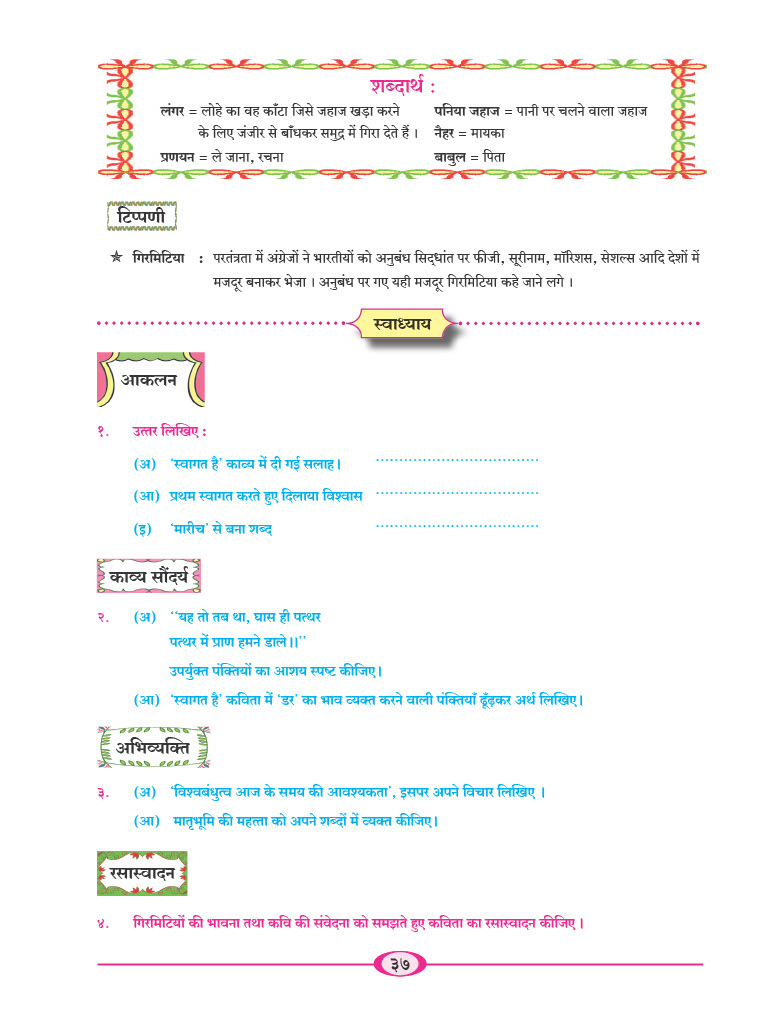 शब्दार्थ :
लंगर = लोहे का वह काँटा जिसे जहाज खड़ा करने
के लिए जंजीर से बाँधकर समुद्र में गिरा देते हैं ।
प्रणयन = ले जाना, रचना
पनिया जहाज = पानी पर चलने वाला जहाज
नैहर = मायका
बाबुल = पिता
टिप्पणी
★ गिरमिटिया : परतंत्रता में अंग्रेजों ने भारतीयों को अनुबंध सिद्धांत पर फीजी, सूरीनाम, मॉरिशस, सेशल्स आदि देशों में
मजदूर बनाकर भेजा । अनुबंध पर गए यही मजदूर गिरमिटिया कहे जाने लगे ।
स्वाध्याय
आकलन
१. उत्तर लिखिए :
(अ) ‘स्वागत है’ काव्य में दी गई सलाह। ..................................
(आ) प्रथम स्वागत करते हुए दिलाया विश्वास ..................................
(इ) ‘मारीच’ से बना शब्द ..................................
काव्य सौंदर्य
२. (अ) ‘‘यह तो तब था, घास ही पत्थर
पत्थर में प्राण हमने डाले।।’’
उपर्युक्त पंक्तियों का आशय स्पष्ट कीजिए।
(आ) ‘स्वागत है’ कविता में ‘डर’ का भाव व्यक्त करने वाली पंक्तियाँ ढूँढ़कर अर्थ लिखिए।
अभिव्यक्ति
३. (अ) ‘विश्वबंधुत्व आज के समय की आवश्यकता’, इसपर अपने विचार लिखिए ।
(आ) मातृभूमि की महत्ता को अपने शब्दों में व्यक्त कीजिए।
रसास्वादन
४. गिरमिटियों की भावना तथा कवि की संवेदना को समझते हुए कविता का रसास्वादन कीजिए ।
३७